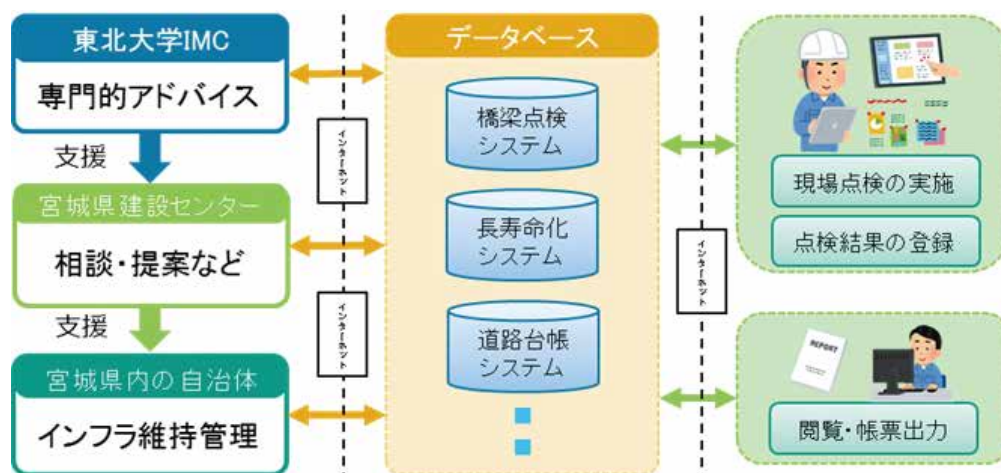 東北大学IMC
専門的アドバイス
支援
宮城県建設センター
相談・提案など
支援
宮城県内の自治体
インフラ維持管理
インターネット
インターネット
データベース
橋梁点検
システム
長寿命化
システム
道路台帳
システム
インターネット
現場点検の実施
点検結果の登録
REPORT
閲覧・帳票出力